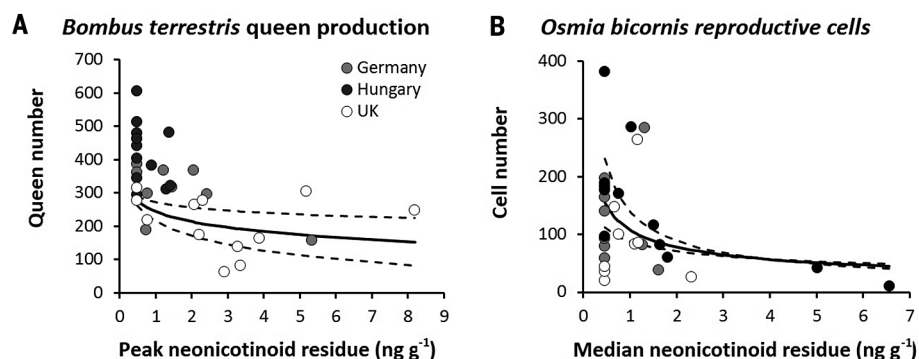 A
Bombus terrestris queen production
700
600
500
400
300
200
100
0
Queen number
Germany
Hungary
UK
0 1 2 3 4 5 6 7 8 9
Peak neonicotinoid residue (ng g⁻¹)
B
Osmia bicornis reproductive cells
400
300
200
100
0
Cell number
0 1 2 3 4 5 6 7
Median neonicotinoid residue (ng g⁻¹)